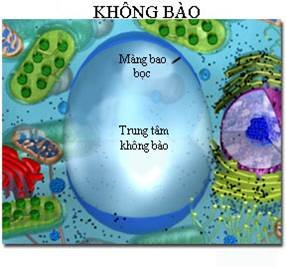 KHÔNG BÀO
Màng bao
bọc
Trung tâm
không bào